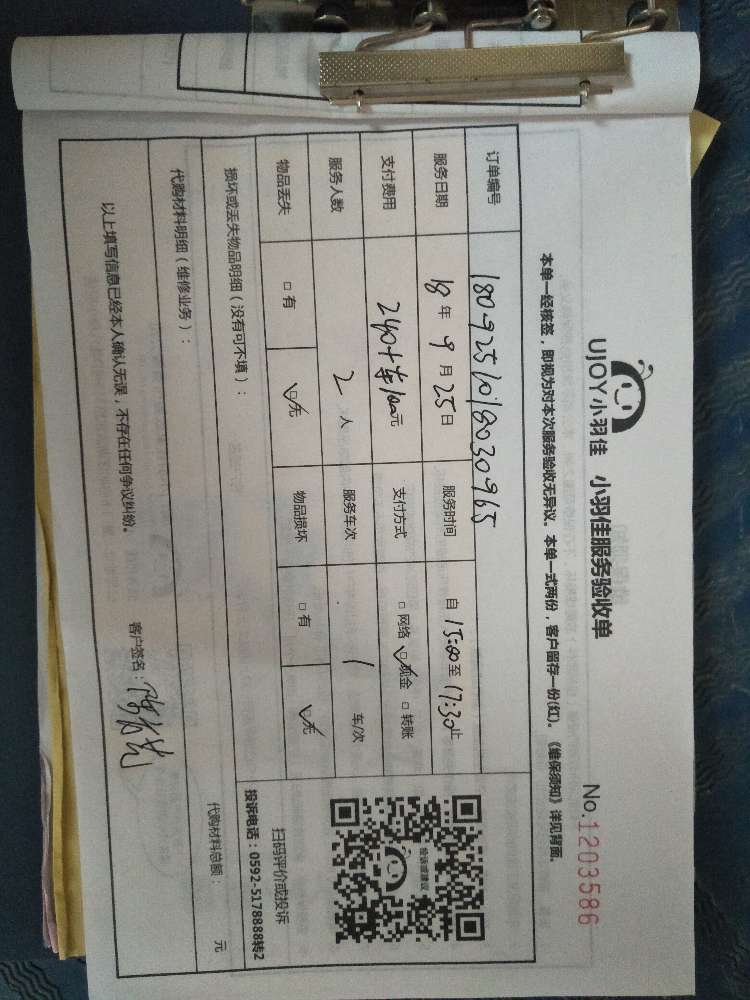 UJOY小羽佳 小羽佳服务验收单
No.1203586
本单一经核签，即视为对本次服务验收无异议。本单一式两份，客户留存一份(红)。《维保须知》详见背面。
订单编号 1809251018030965
服务日期 18年9月25日 服务时间 自15:00至17:30止
支付费用 240+车100元 支付方式 □网络 ☑现金 □转账
服务人数 2人 服务车次 1 车/次
物品丢失 □有 ☑无 物品损坏 □有 ☑无
投诉或建议
扫码评价或投诉
投诉电话：0592-5178888转2
损坏或丢失物品明细（没有可不填）：
代购材料明细（维修业务）： 代购材料总额： 元
以上填写信息已经本人确认无误，不存在任何争议纠纷。 客户签名：